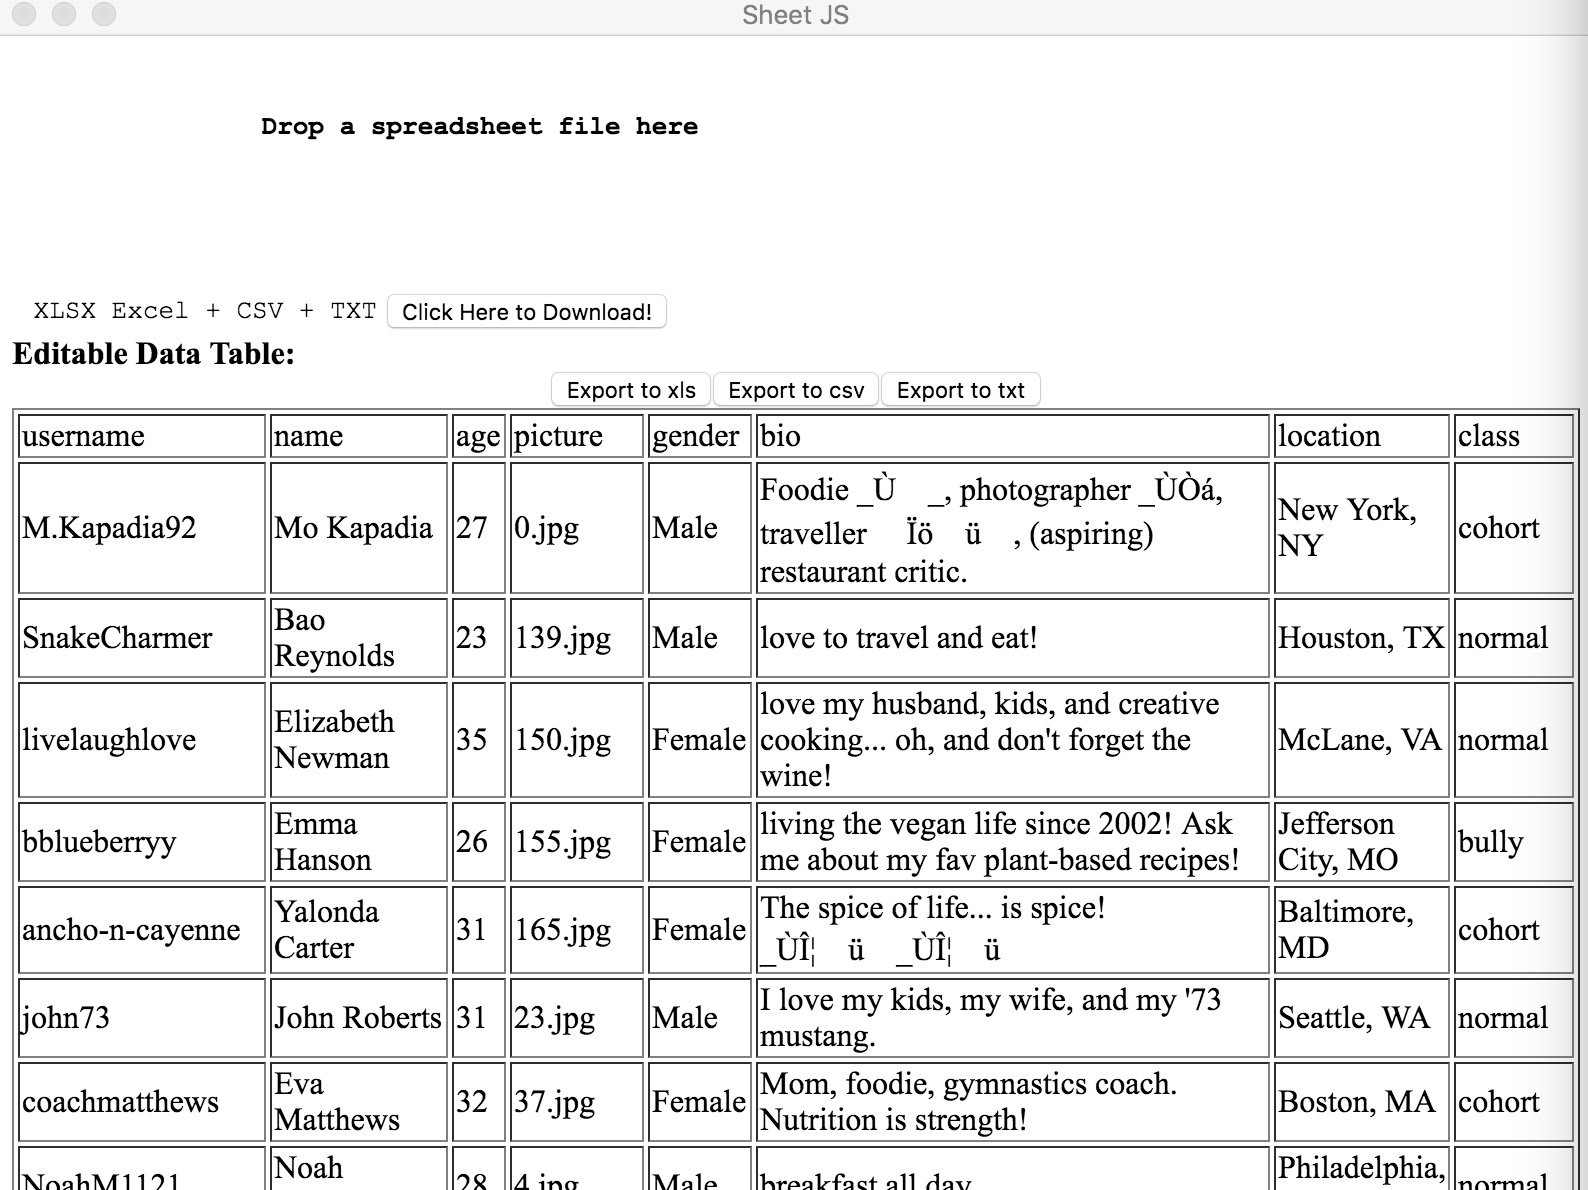 Sheet JS
Drop a spreadsheet file here
XLSX Excel + CSV + TXT Click Here to Download!
Editable Data Table:
Export to xls Export to csv Export to txt
username name age picture gender bio location class
M.Kapadia92 Mo Kapadia 27 0.jpg Male Foodie _Ù _, photographer _ÙÒá, traveller Ïö ü , (aspiring) restaurant critic. New York, NY cohort
SnakeCharmer Bao Reynolds 23 139.jpg Male love to travel and eat! Houston, TX normal
livelaughlove Elizabeth Newman 35 150.jpg Female love my husband, kids, and creative cooking... oh, and don't forget the wine! McLane, VA normal
bblueberryy Emma Hanson 26 155.jpg Female living the vegan life since 2002! Ask me about my fav plant-based recipes! Jefferson City, MO bully
ancho-n-cayenne Yalonda Carter 31 165.jpg Female The spice of life... is spice! _ÙÎ¦ ü _ÙÎ¦ ü Baltimore, MD cohort
john73 John Roberts 31 23.jpg Male I love my kids, my wife, and my '73 mustang. Seattle, WA normal
coachmatthews Eva Matthews 32 37.jpg Female Mom, foodie, gymnastics coach. Nutrition is strength! Boston, MA cohort
NoahM1121 Noah 28 4.jpg Male breakfast all day Philadelphia, normal